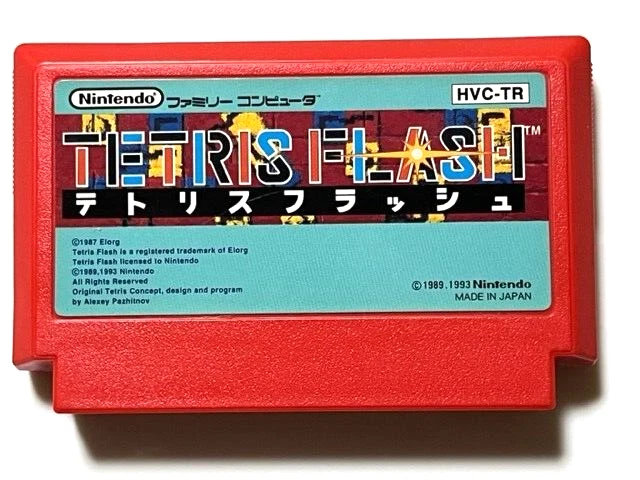 Nintendo ファミリーコンピュータ HVC-TR
TETRIS FLASH™
テトリスフラッシュ
©1987 Elorg
Tetris Flash is a registered trademark of Elorg
Tetris Flash licensed to Nintendo
©1989,1993 Nintendo
All Rights Reserved
Original Tetris Concept, design and program
by Alexey Pazhitnov
©1989,1993 Nintendo
MADE IN JAPAN